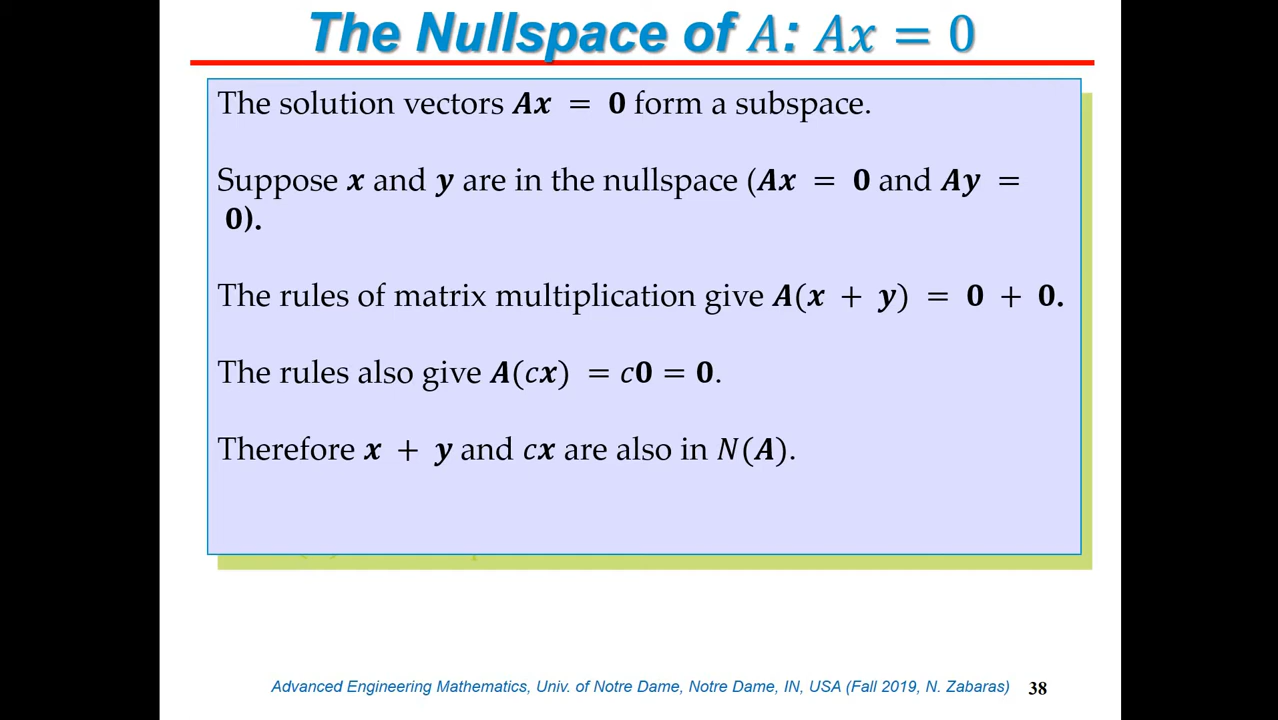 The Nullspace of A: Ax = 0
The solution vectors Ax = 0 form a subspace.
Suppose x and y are in the nullspace (Ax = 0 and Ay =
0).
The rules of matrix multiplication give A(x + y) = 0 + 0.
The rules also give A(cx) = c0 = 0.
Therefore x + y and cx are also in N(A).
Advanced Engineering Mathematics, Univ. of Notre Dame, Notre Dame, IN, USA (Fall 2019, N. Zabaras) 38